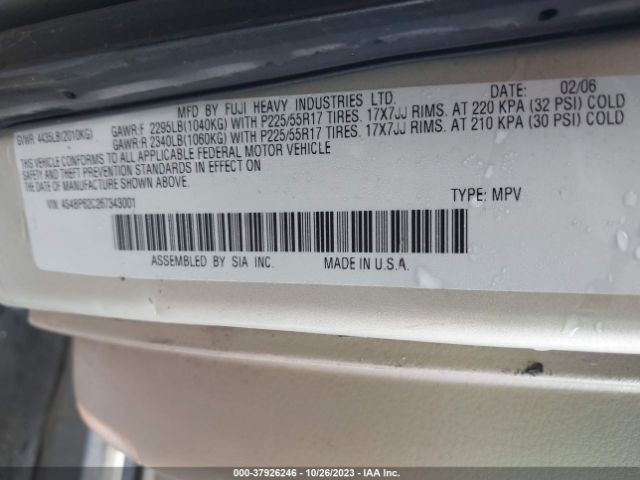 MFD BY FUJI HEAVY INDUSTRIES LTD. DATE: 02/06
GVWR 4435LB(2010KG) GAWR:F 2295LB(1040KG) WITH P225/55R17 TIRES. 17X7JJ RIMS. AT 220 KPA (32 PSI) COLD
GAWR:R 2340LB(1060KG) WITH P225/55R17 TIRES. 17X7JJ RIMS. AT 210 KPA (30 PSI) COLD
THIS VEHICLE CONFORMS TO ALL APPLICABLE FEDERAL MOTOR VEHICLE
SAFETY AND THEFT PREVENTION STANDARDS IN EFFECT ON
DATE OF MANUFACTURE SHOWN ABOVE.
VIN: 4S4BP62C267343001 TYPE: MPV
ASSEMBLED BY SIA INC. MADE IN U.S.A.
000-37926246 - 10/26/2023 - IAA Inc.